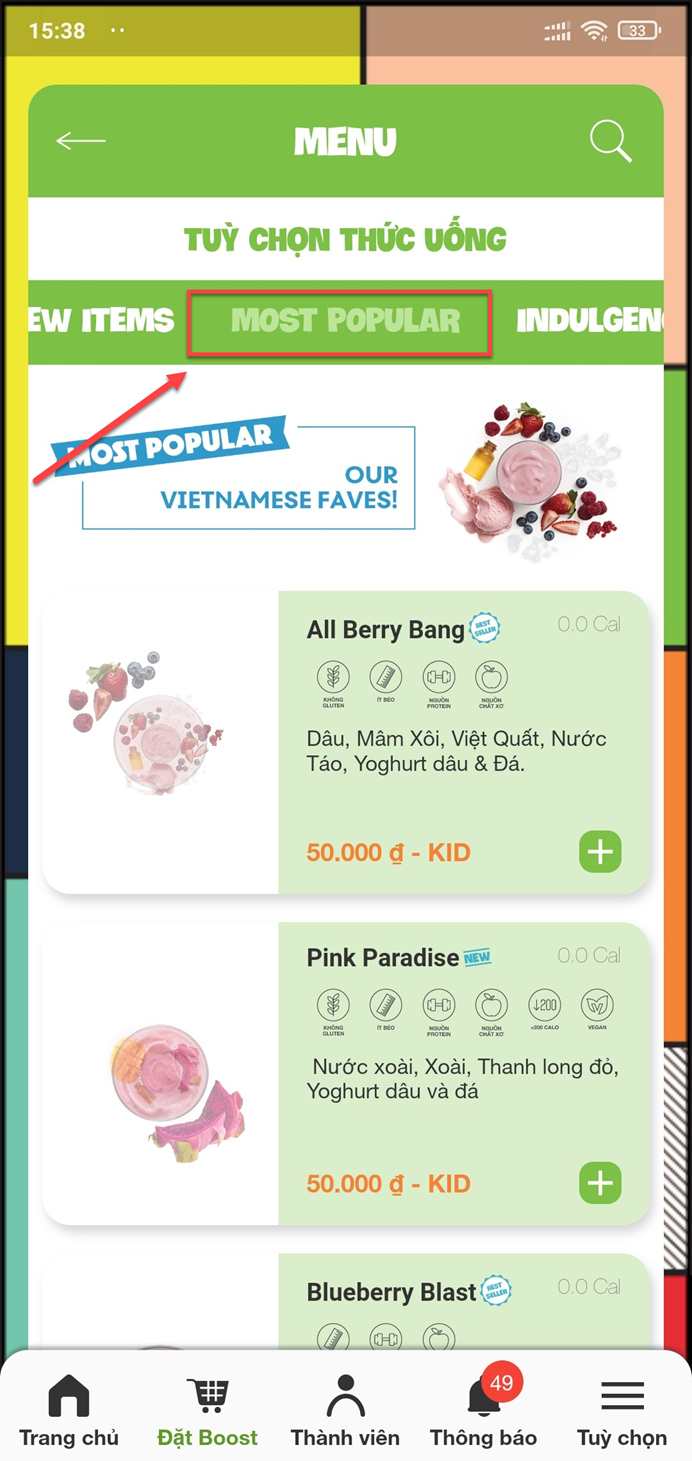 15:38
33
MENU
TUỲ CHỌN THỨC UỐNG
EW ITEMS MOST POPULAR INDULGEN
MOST POPULAR
OUR
VIETNAMESE FAVES!
All Berry Bang BEST SELLER 0.0 Cal
KHÔNG GLUTEN ÍT BÉO NGUỒN PROTEIN NGUỒN CHẤT XƠ
Dâu, Mâm Xôi, Việt Quất, Nước
Táo, Yoghurt dâu & Đá.
50.000 ₫ - KID
Pink Paradise NEW 0.0 Cal
↓200
KHÔNG GLUTEN ÍT BÉO NGUỒN PROTEIN NGUỒN CHẤT XƠ <200 CALO VEGAN
Nước xoài, Xoài, Thanh long đỏ,
Yoghurt dâu và đá
50.000 ₫ - KID
Blueberry Blast BEST SELLER 0.0 Cal
49
Trang chủ Đặt Boost Thành viên Thông báo Tuỳ chọn